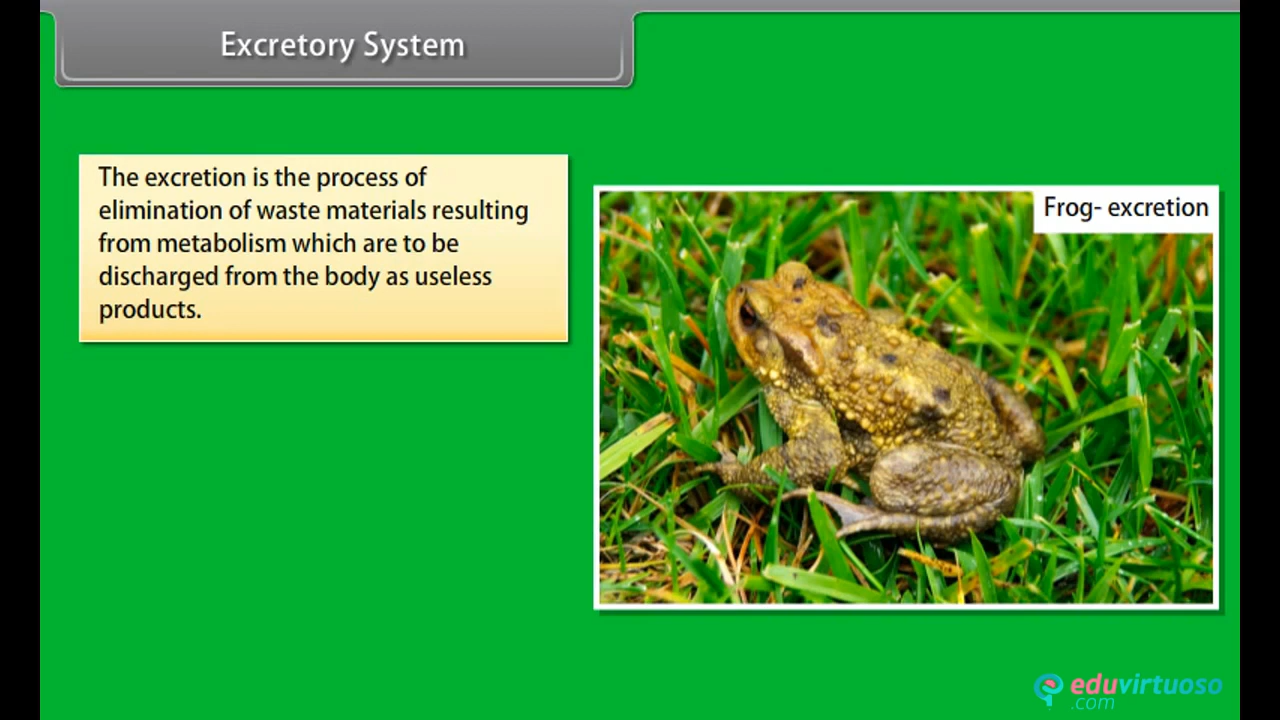 Excretory System
The excretion is the process of
elimination of waste materials resulting
from metabolism which are to be
discharged from the body as useless
products.
Frog- excretion
eduvirtuoso
.com